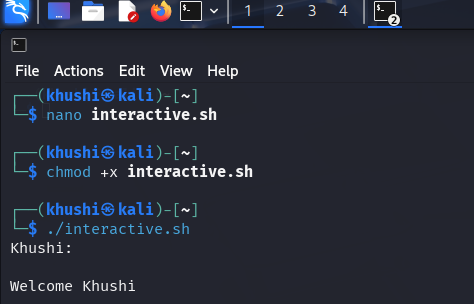 1 2 3 4 2
File Actions Edit View Help
┌──(khushi㉿kali)-[~]
└─$ nano interactive.sh
┌──(khushi㉿kali)-[~]
└─$ chmod +x interactive.sh
┌──(khushi㉿kali)-[~]
└─$ ./interactive.sh
Khushi:
Welcome Khushi